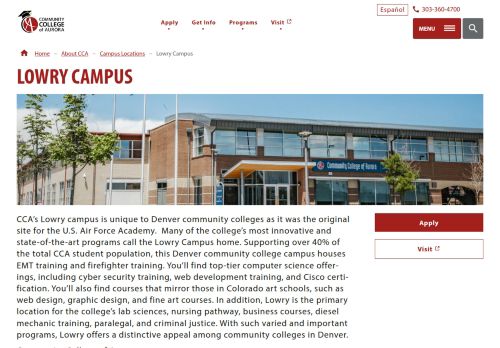 Español 303-360-4700
COMMUNITY
COLLEGE
of AURORA
Apply Get Info Programs Visit
MENU
Home – About CCA – Campus Locations – Lowry Campus
LOWRY CAMPUS
Community College of Aurora
CCA’s Lowry campus is unique to Denver community colleges as it was the original
site for the U.S. Air Force Academy. Many of the college’s most innovative and
state-of-the-art programs call the Lowry Campus home. Supporting over 40% of
the total CCA student population, this Denver community college campus houses
EMT training and firefighter training. You’ll find top-tier computer science offer-
ings, including cyber security training, web development training, and Cisco certi-
fication. You’ll also find courses that mirror those in Colorado art schools, such as
web design, graphic design, and fine art courses. In addition, Lowry is the primary
location for the college’s lab sciences, nursing pathway, business courses, diesel
mechanic training, paralegal, and criminal justice. With such varied and important
programs, Lowry offers a distinctive appeal among community colleges in Denver.
Apply
Visit